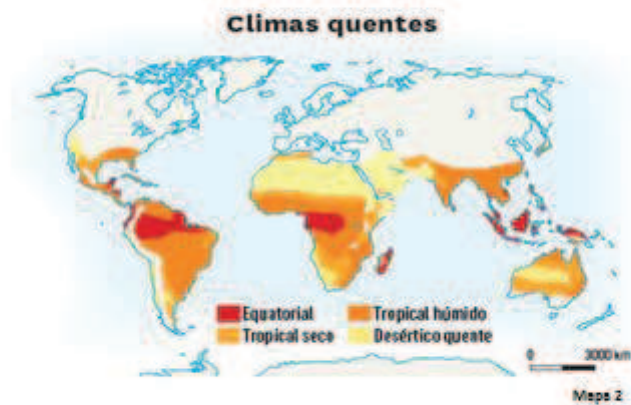 Climas quentes
Equatorial
Tropical húmido
Tropical seco
Desértico quente
0 3000 km
Mapa 2